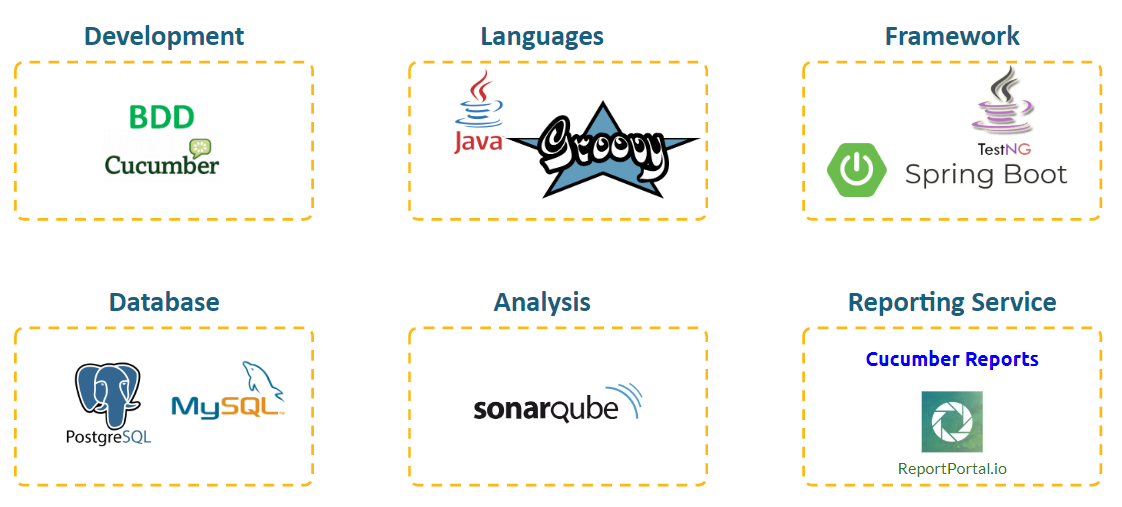 Development
BDD
Cucumber
Languages
Java
Groovy
Framework
TestNG
Spring Boot
Database
PostgreSQL
MySQL™
Analysis
sonarqube
Reporting Service
Cucumber Reports
ReportPortal.io